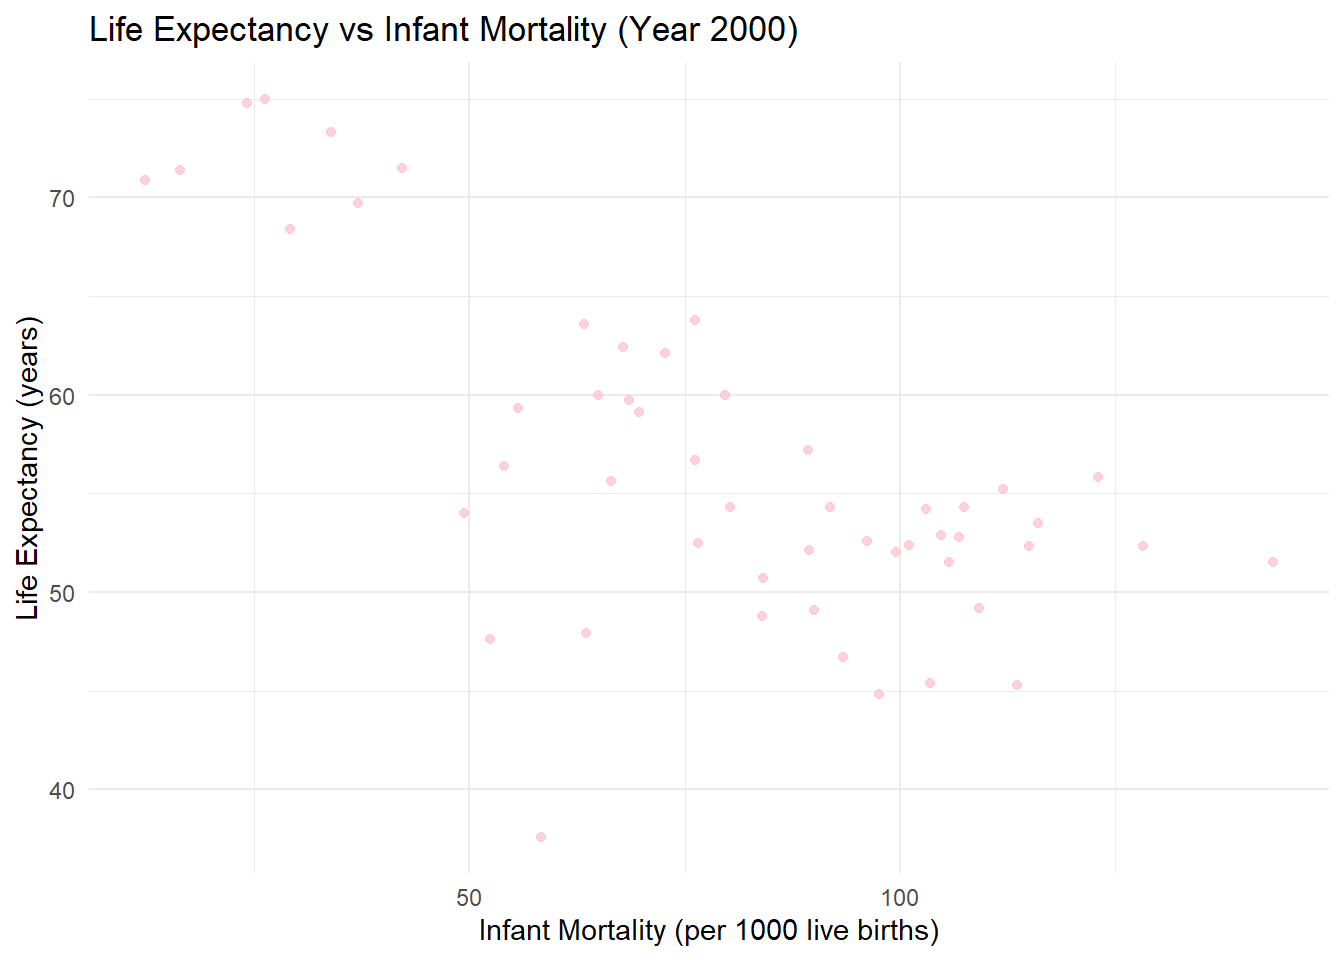 Life Expectancy vs Infant Mortality (Year 2000)
Life Expectancy (years)
70
60
50
40
50
100
Infant Mortality (per 1000 live births)